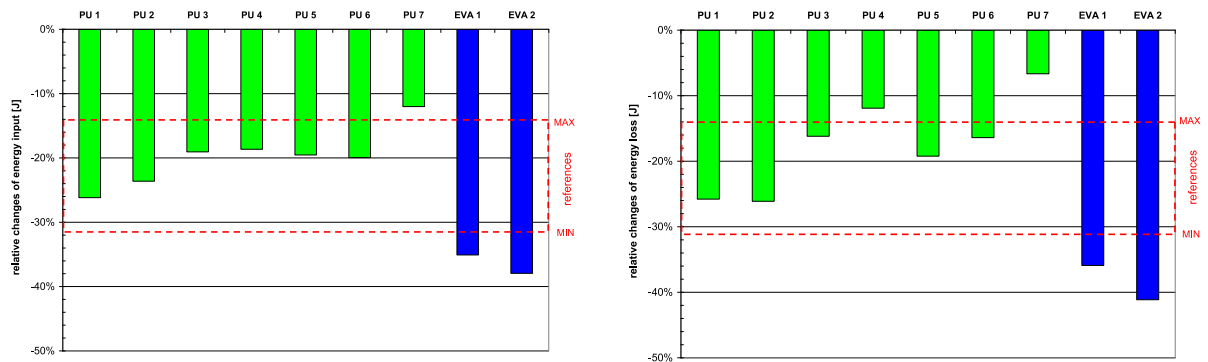 PU 1 PU 2 PU 3 PU 4 PU 5 PU 6 PU 7 EVA 1 EVA 2
0%
-10%
-20%
-30%
-40%
-50%
relative changes of energy input [J]
MAX
references
MIN
PU 1 PU 2 PU 3 PU 4 PU 5 PU 6 PU 7 EVA 1 EVA 2
0%
-10%
-20%
-30%
-40%
-50%
relative changes of energy loss [J]
MAX
references
MIN